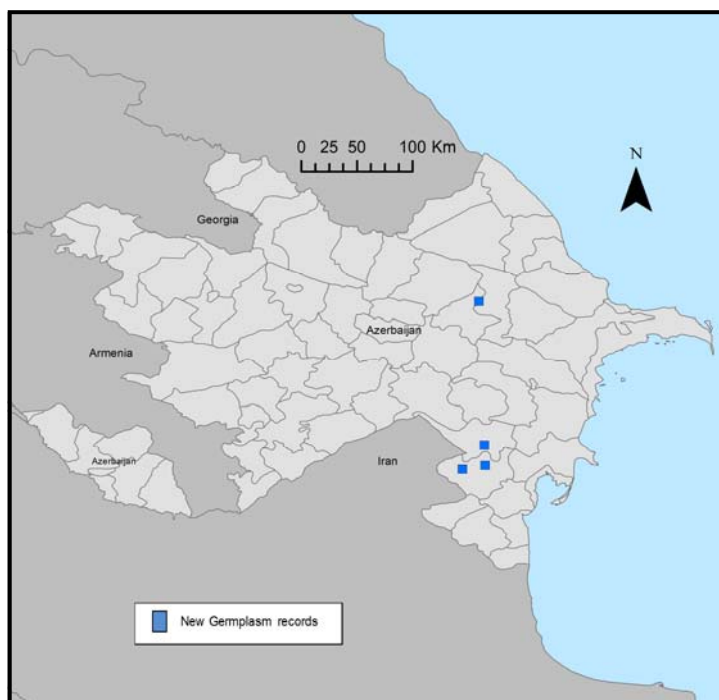 0 25 50 100 Km
N
Georgia
Azerbaijan
Armenia
Iran
Azerbaijan
New Germplasm records